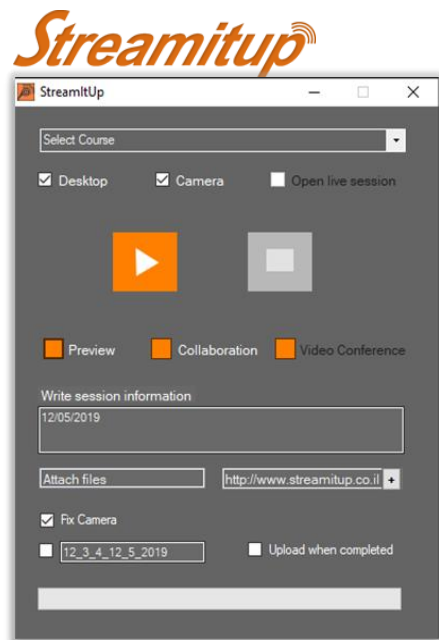 Streamitup
StreamItUp
Select Course
Desktop
Camera
Open live session
Preview
Collaboration
Video Conference
Write session information
12/05/2019
Attach files
http://www.streamitup.co.il
+
Fix Camera
12_3_4_12_5_2019
Upload when completed